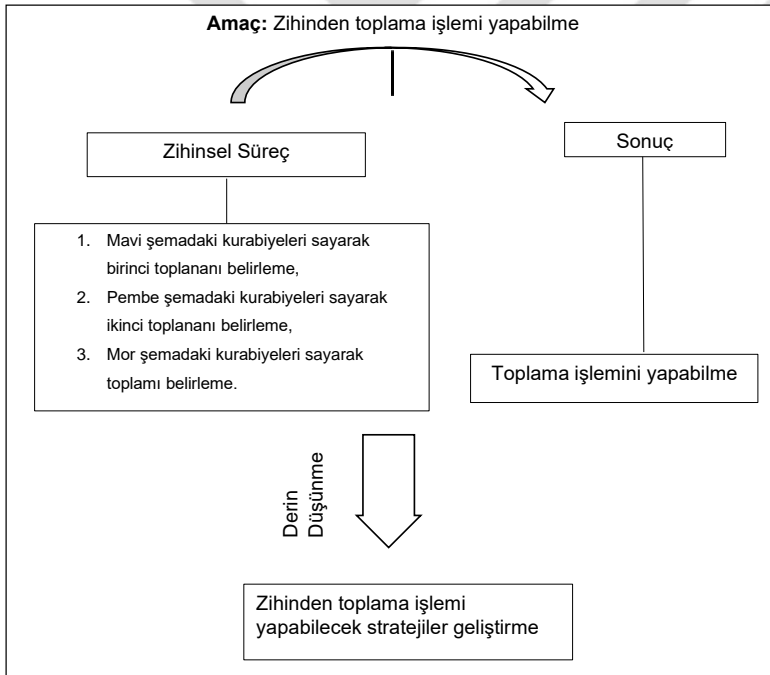 Amaç: Zihinden toplama işlemi yapabilme
Zihinsel Süreç
Sonuç
1. Mavi şemadaki kurabiyeleri sayarak
birinci toplananı belirleme,
2. Pembe şemadaki kurabiyeleri sayarak
ikinci toplananı belirleme,
3. Mor şemadaki kurabiyeleri sayarak
toplamı belirleme.
Toplama işlemini yapabilme
Derin
Düşünme
Zihinden toplama işlemi
yapabilecek stratejiler geliştirme